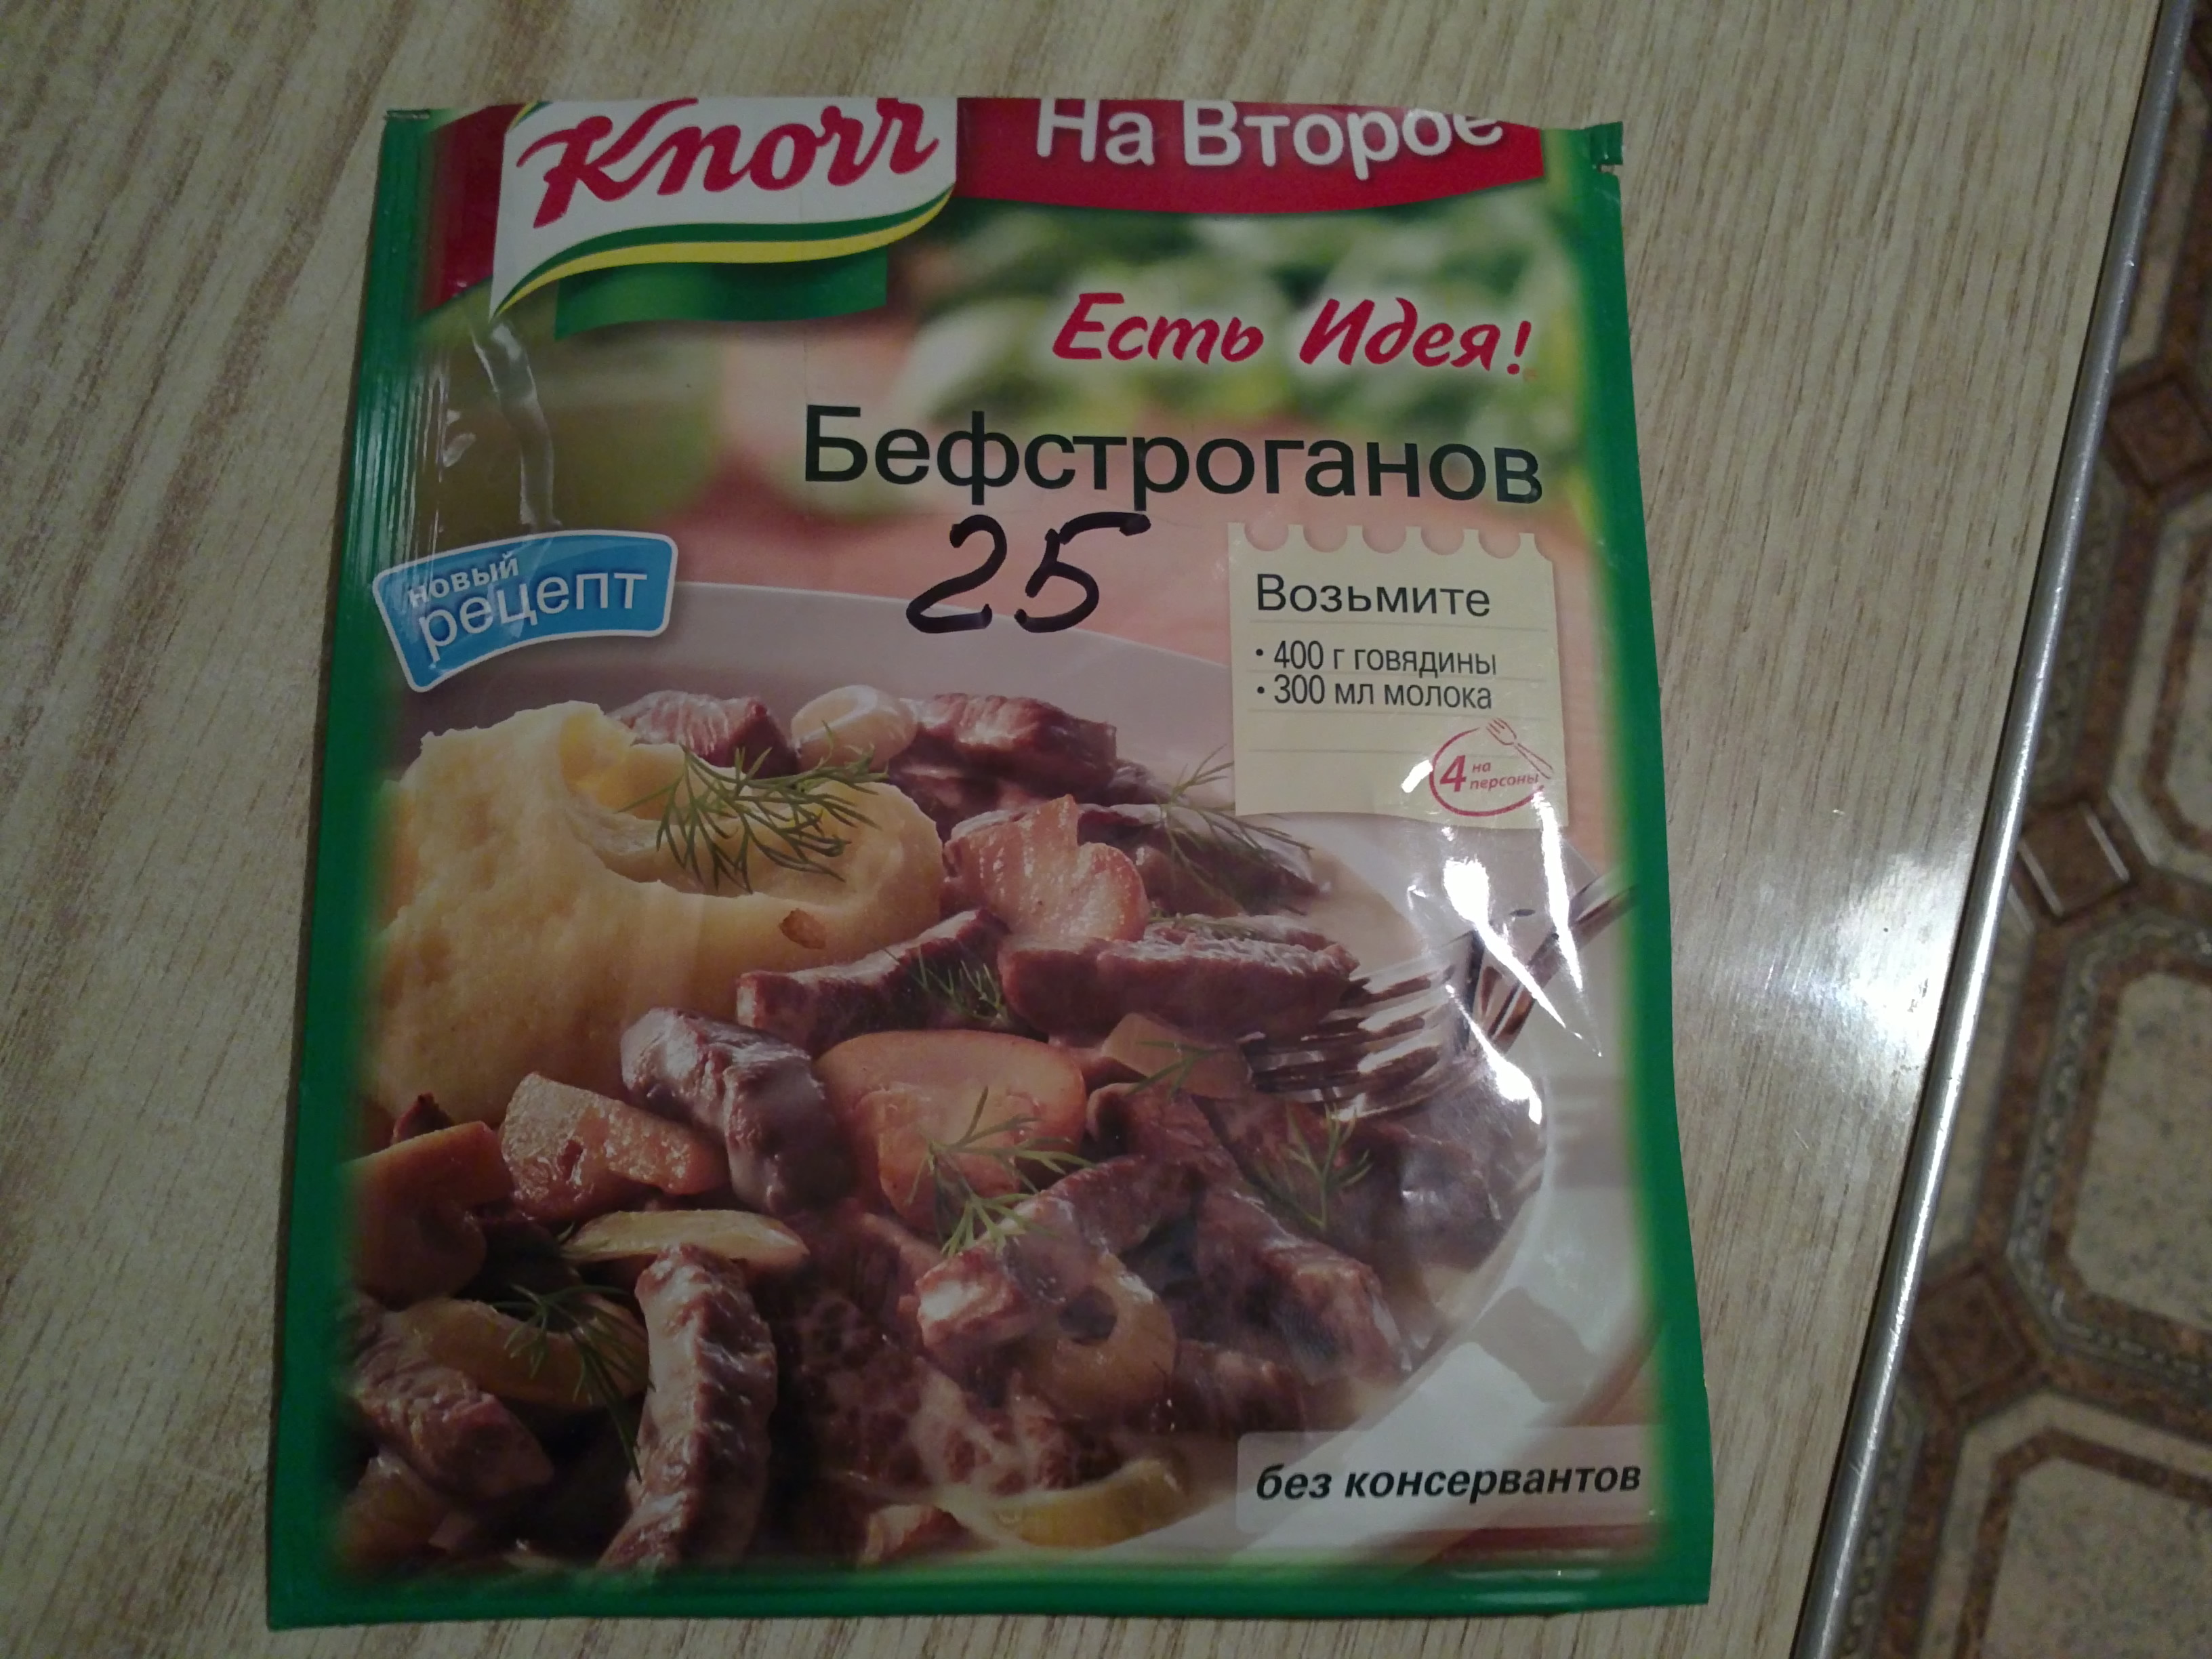 Knorr
На Второе
Есть Идея!
Бефстроганов
25
новый
рецепт
Возьмите
• 400 г говядины
• 300 мл молока
4 на
персоны
без консервантов